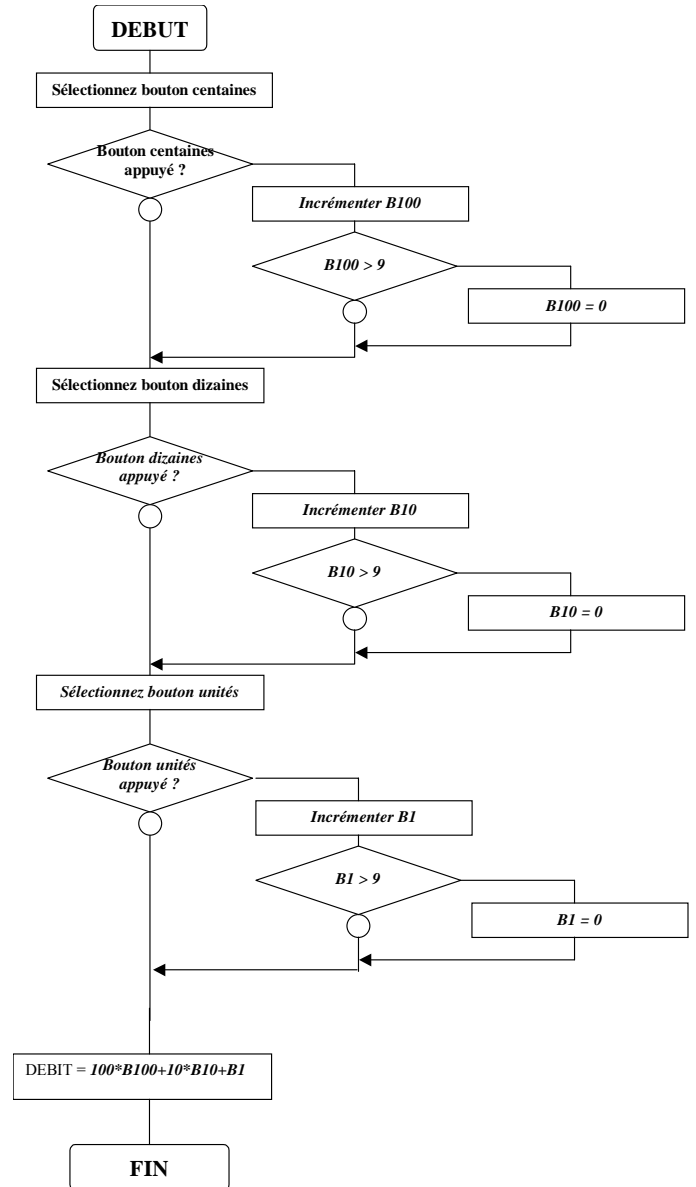 DEBUT
Sélectionnez bouton centaines
Bouton centaines
appuyé ?
Incrémenter B100
B100 > 9
B100 = 0
Sélectionnez bouton dizaines
Bouton dizaines
appuyé ?
Incrémenter B10
B10 > 9
B10 = 0
Sélectionnez bouton unités
Bouton unités
appuyé ?
Incrémenter B1
B1 > 9
B1 = 0
DEBIT = 100*B100+10*B10+B1
FIN